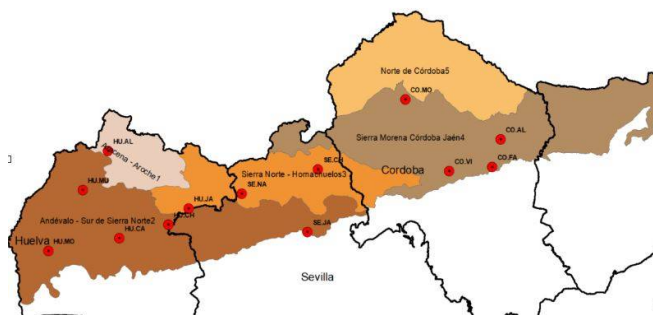 Norte de Córdoba5
CO.MO
HU.AL
Aracena - Aroche1
Sierra Morena Córdoba Jaén4
CO.AL
SE.CH
Sierra Norte - Hornachuelos3
Cordoba
CO.VI
CO.FA
HU.MU
SE.NA
HU.JA
Andévalo - Sur de Sierra Norte2
HU.CH
HU.CA
SE.JA
Huelva
HU.MO
Sevilla